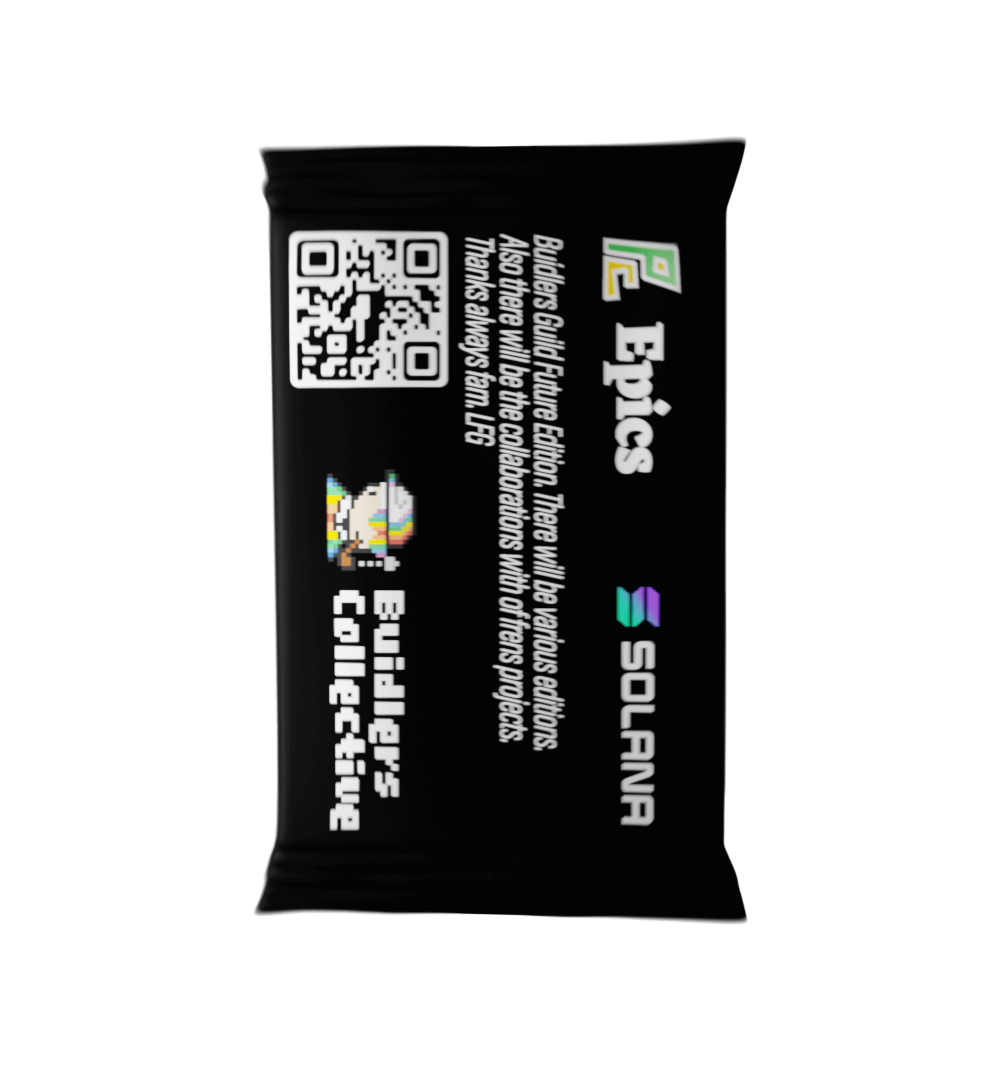 Epics
SOLANA
Buidlers Guild Future Edition. There will be various editions.
Also there will be the collaborations with of frens projects.
Thanks always fam. LFG
Buidlers
Collective